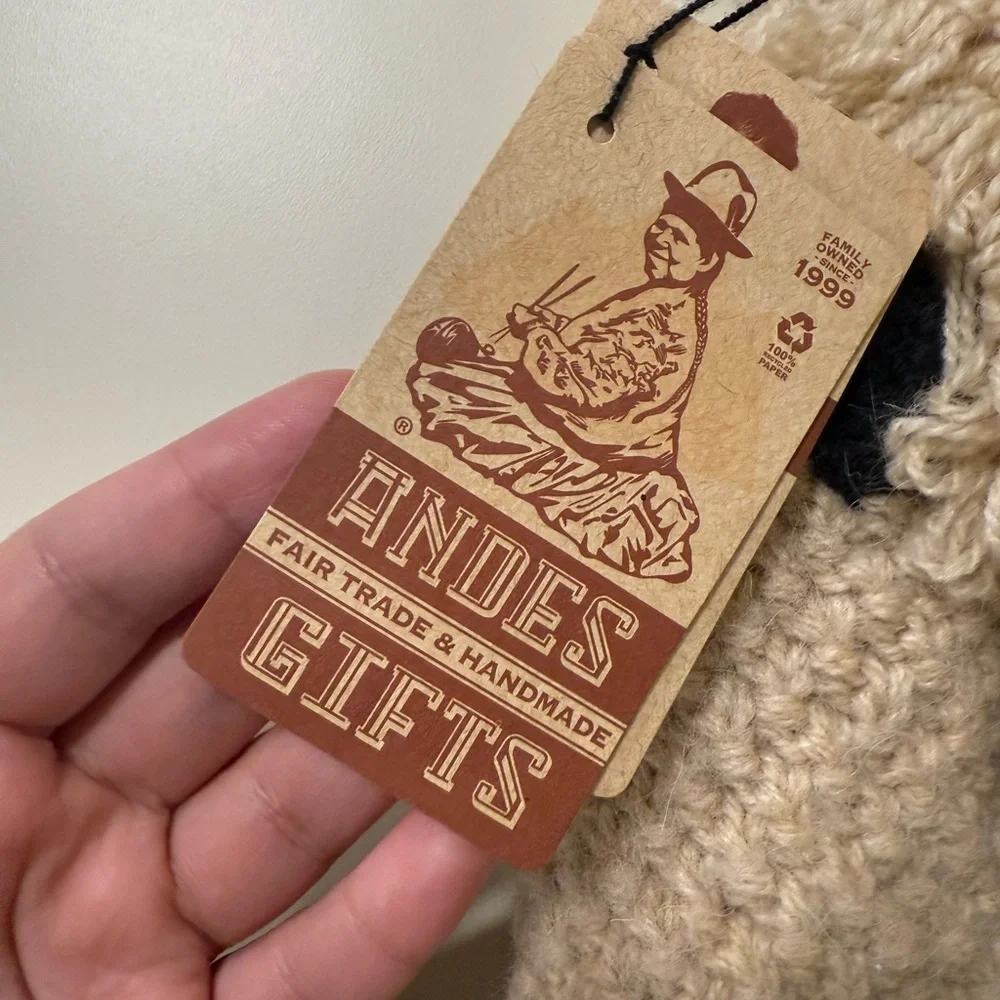 FAMILY
OWNED
-SINCE-
1999
100%
RECYCLED
PAPER
®
ANDES
FAIR TRADE & HANDMADE
GIFTS